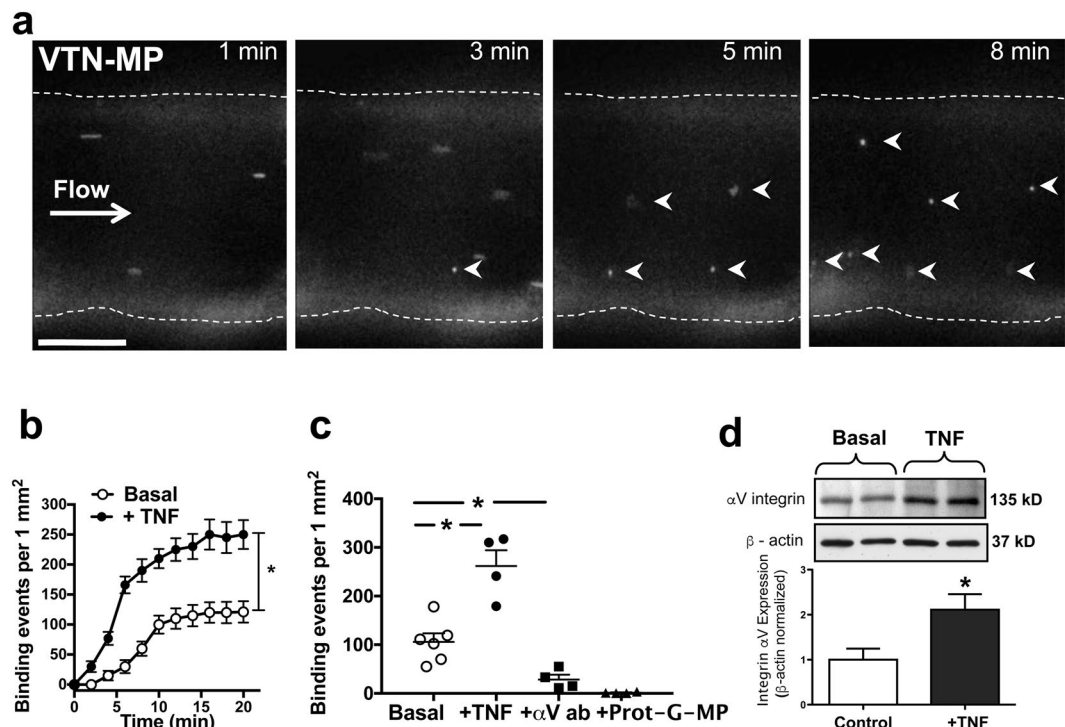 a
VTN-MP 1 min 3 min 5 min 8 min
Flow
b
Binding events per 1 mm²
Basal
+ TNF
300
250
200
150
100
50
0
*
0 5 10 15 20
Time (min)
c
Binding events per 1 mm²
400
300
200
100
0
*
*
Basal +TNF +αV ab +Prot-G-MP
d
Basal TNF
αV integrin 135 kD
β - actin 37 kD
Integrin αV Expression
(β-actin normalized)
5
4
3
2
1
0
*
Control +TNF